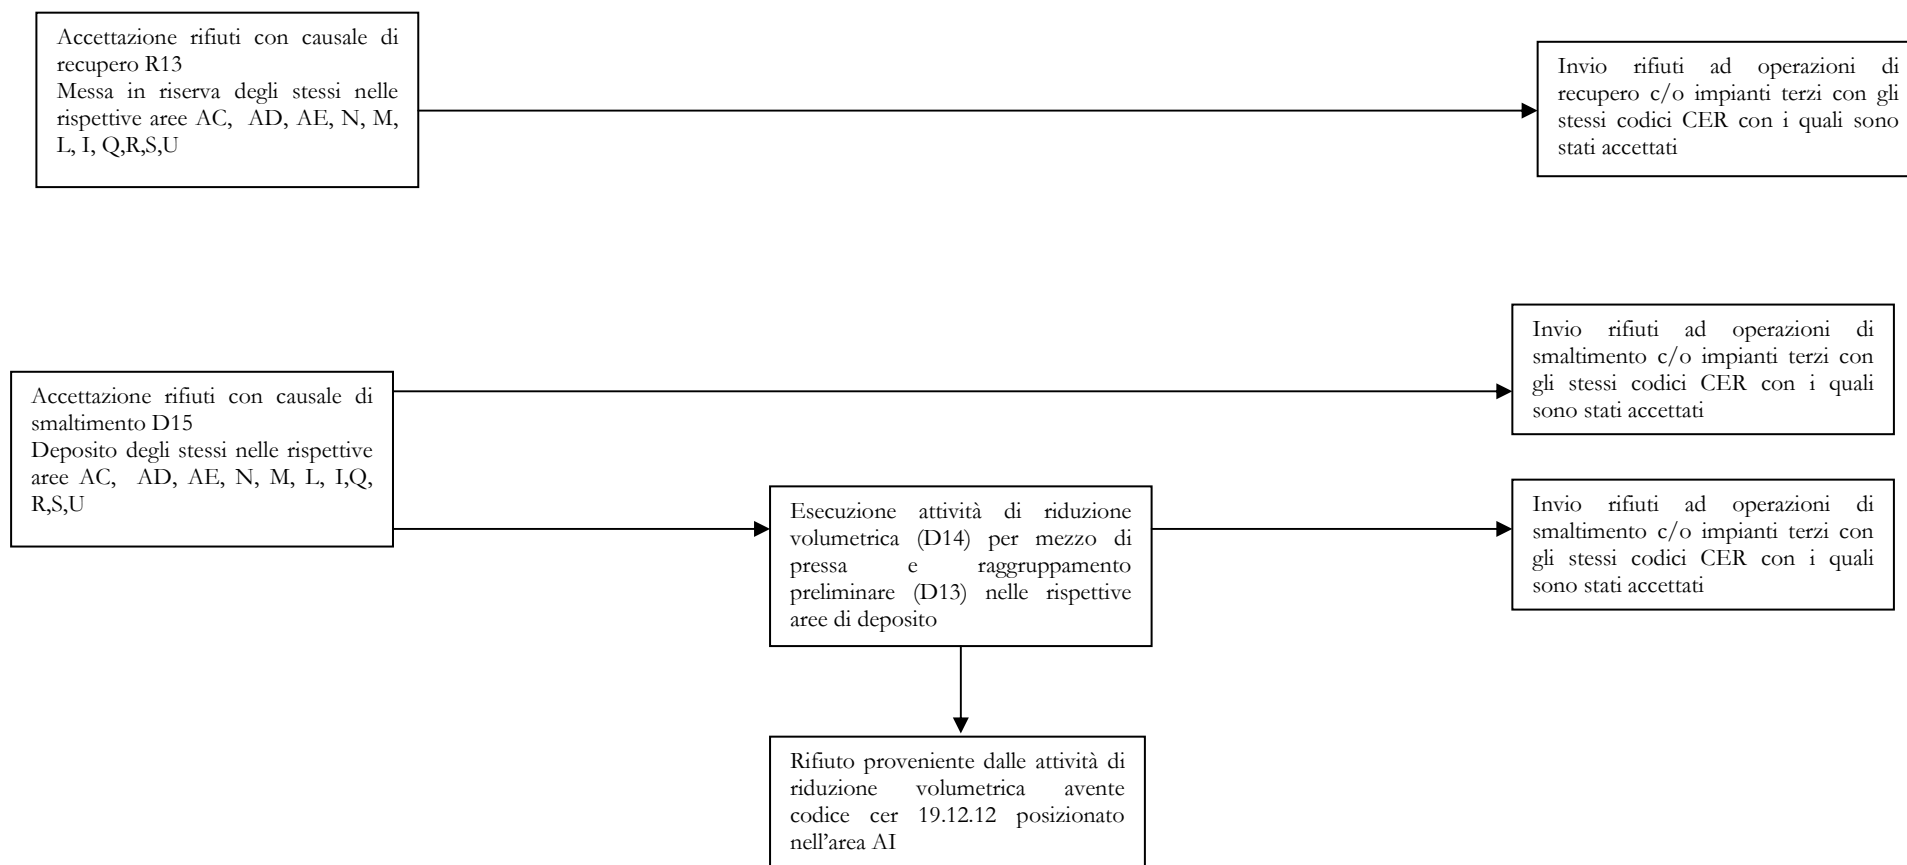 Accettazione rifiuti con causale di
recupero R13
Messa in riserva degli stessi nelle
rispettive aree AC, AD, AE, N, M,
L, I, Q,R,S,U
Invio rifiuti ad operazioni di
recupero c/o impianti terzi con gli
stessi codici CER con i quali sono
stati accettati
Accettazione rifiuti con causale di
smaltimento D15
Deposito degli stessi nelle rispettive
aree AC, AD, AE, N, M, L, I,Q,
R,S,U
Invio rifiuti ad operazioni di
smaltimento c/o impianti terzi con
gli stessi codici CER con i quali
sono stati accettati
Esecuzione attività di riduzione
volumetrica (D14) per mezzo di
pressa e raggruppamento
preliminare (D13) nelle rispettive
aree di deposito
Invio rifiuti ad operazioni di
smaltimento c/o impianti terzi con
gli stessi codici CER con i quali
sono stati accettati
Rifiuto proveniente dalle attività di
riduzione volumetrica avente
codice cer 19.12.12 posizionato
nell'area AI